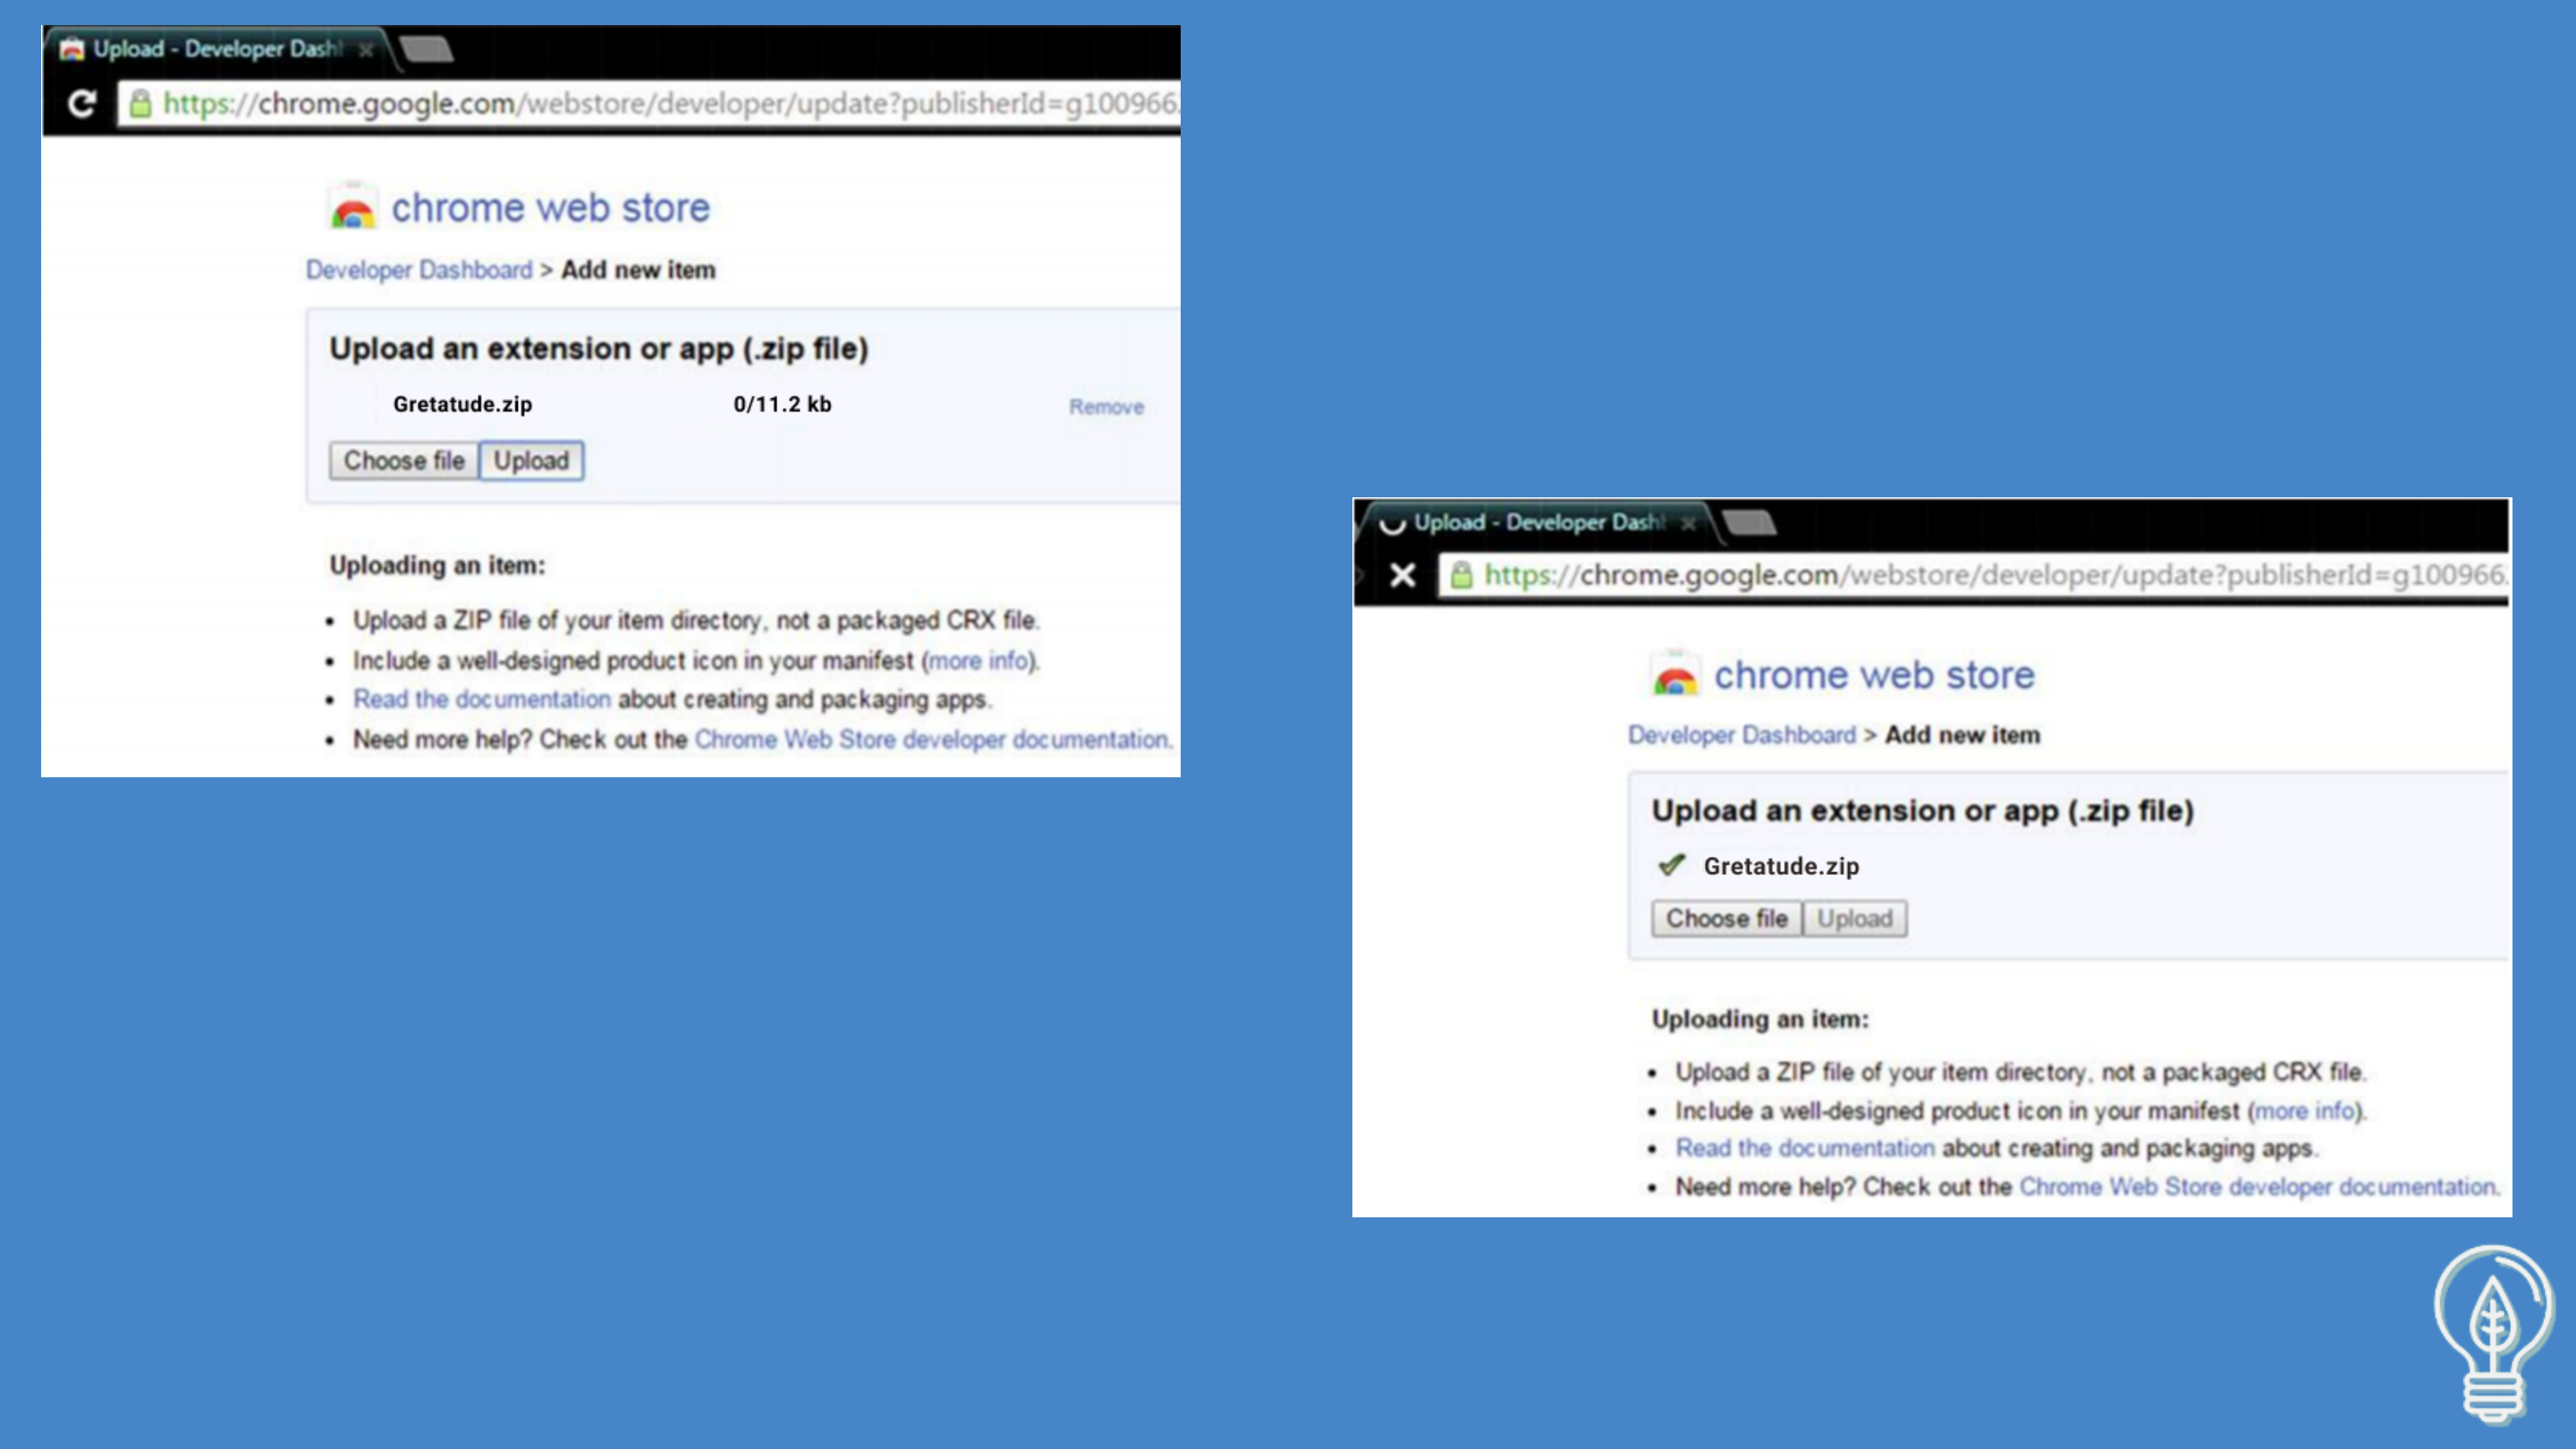 Upload - Developer Dash
https://chrome.google.com/webstore/developer/update?publisherId=g100966
chrome web store
Developer Dashboard > Add new item
Upload an extension or app (.zip file)
Gretatude.zip 0/11.2 kb Remove
Choose file Upload
Uploading an item:
• Upload a ZIP file of your item directory, not a packaged CRX file.
• Include a well-designed product icon in your manifest (more info).
• Read the documentation about creating and packaging apps.
• Need more help? Check out the Chrome Web Store developer documentation.
Upload - Developer Dash
https://chrome.google.com/webstore/developer/update?publisherId=g100966
chrome web store
Developer Dashboard > Add new item
Upload an extension or app (.zip file)
Gretatude.zip
Choose file Upload
Uploading an item:
• Upload a ZIP file of your item directory, not a packaged CRX file.
• Include a well-designed product icon in your manifest (more info).
• Read the documentation about creating and packaging apps.
• Need more help? Check out the Chrome Web Store developer documentation.